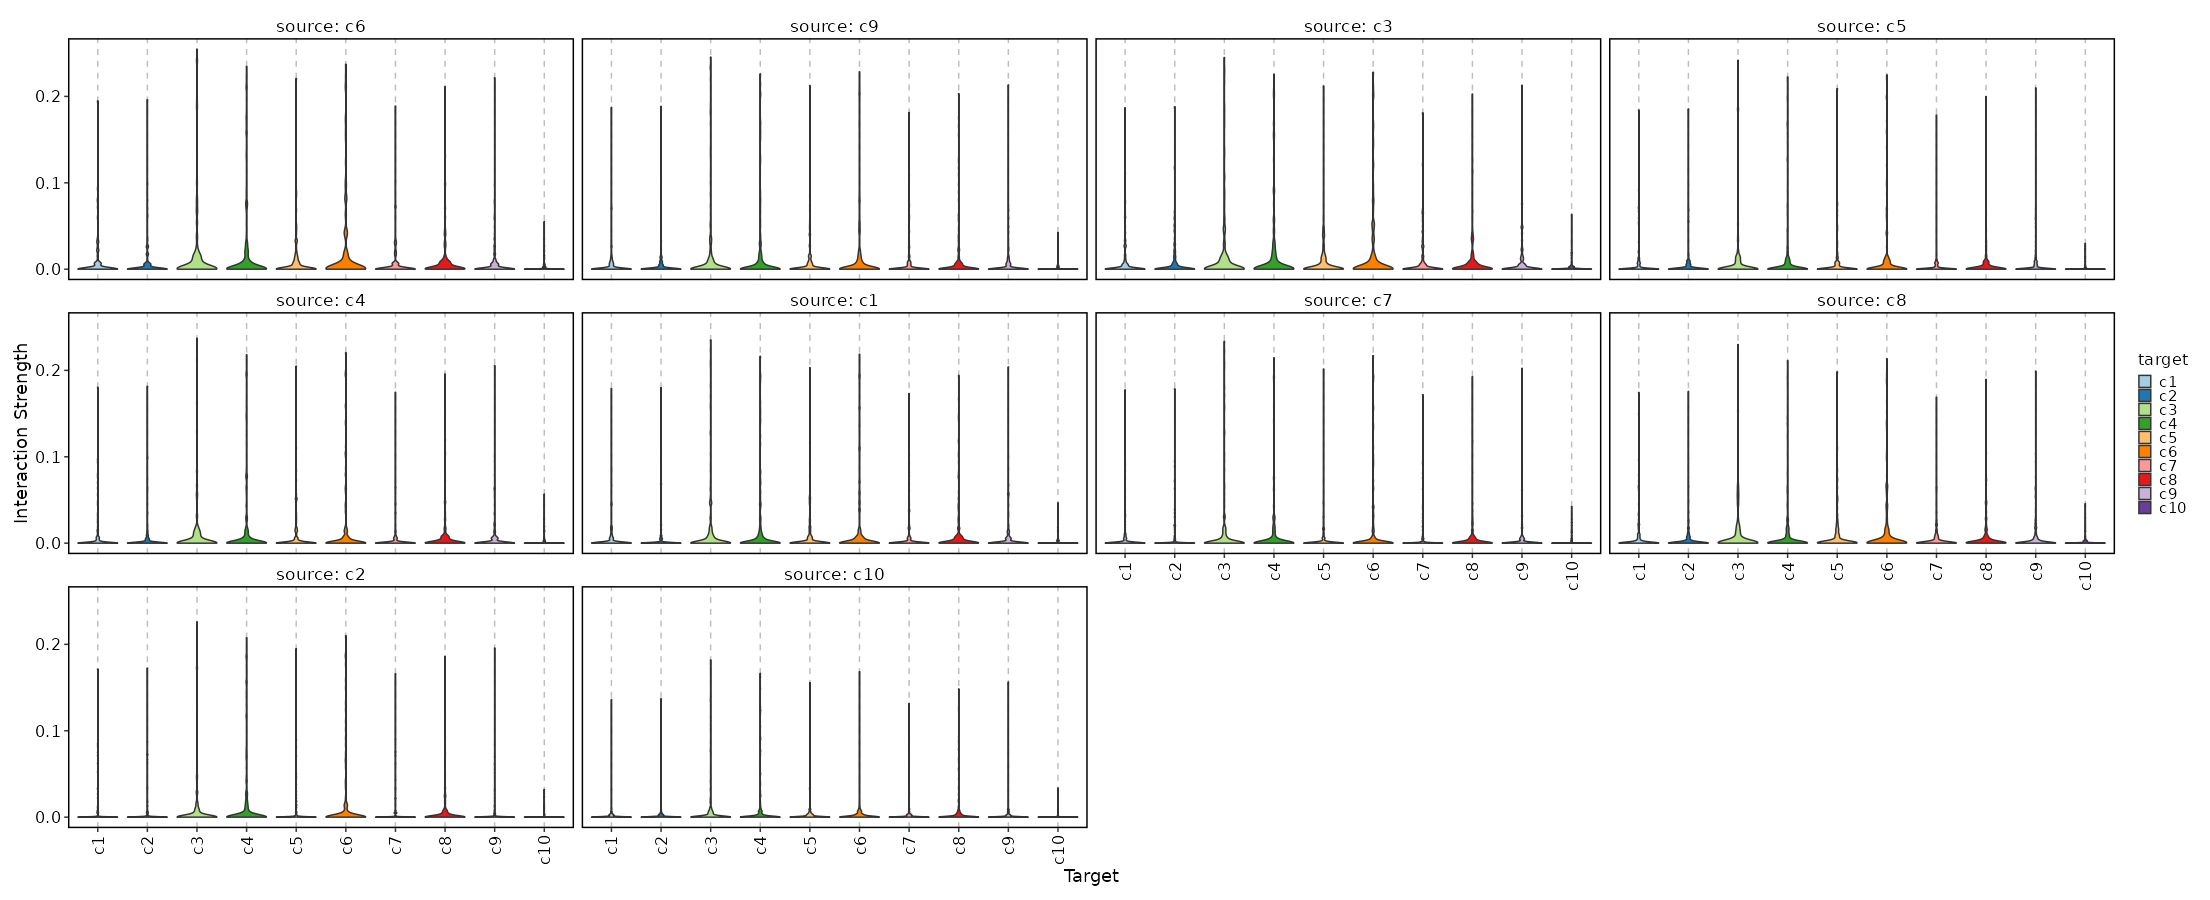 source: c6
source: c9
source: c3
source: c5
0.2
0.1
0.0
source: c4
source: c1
source: c7
source: c8
0.2
0.1
0.0
c1 c2 c3 c4 c5 c6 c7 c8 c9 c10
c1 c2 c3 c4 c5 c6 c7 c8 c9 c10
source: c2
source: c10
0.2
0.1
0.0
c1 c2 c3 c4 c5 c6 c7 c8 c9 c10
c1 c2 c3 c4 c5 c6 c7 c8 c9 c10
Interaction Strength
Target
target
c1
c2
c3
c4
c5
c6
c7
c8
c9
c10